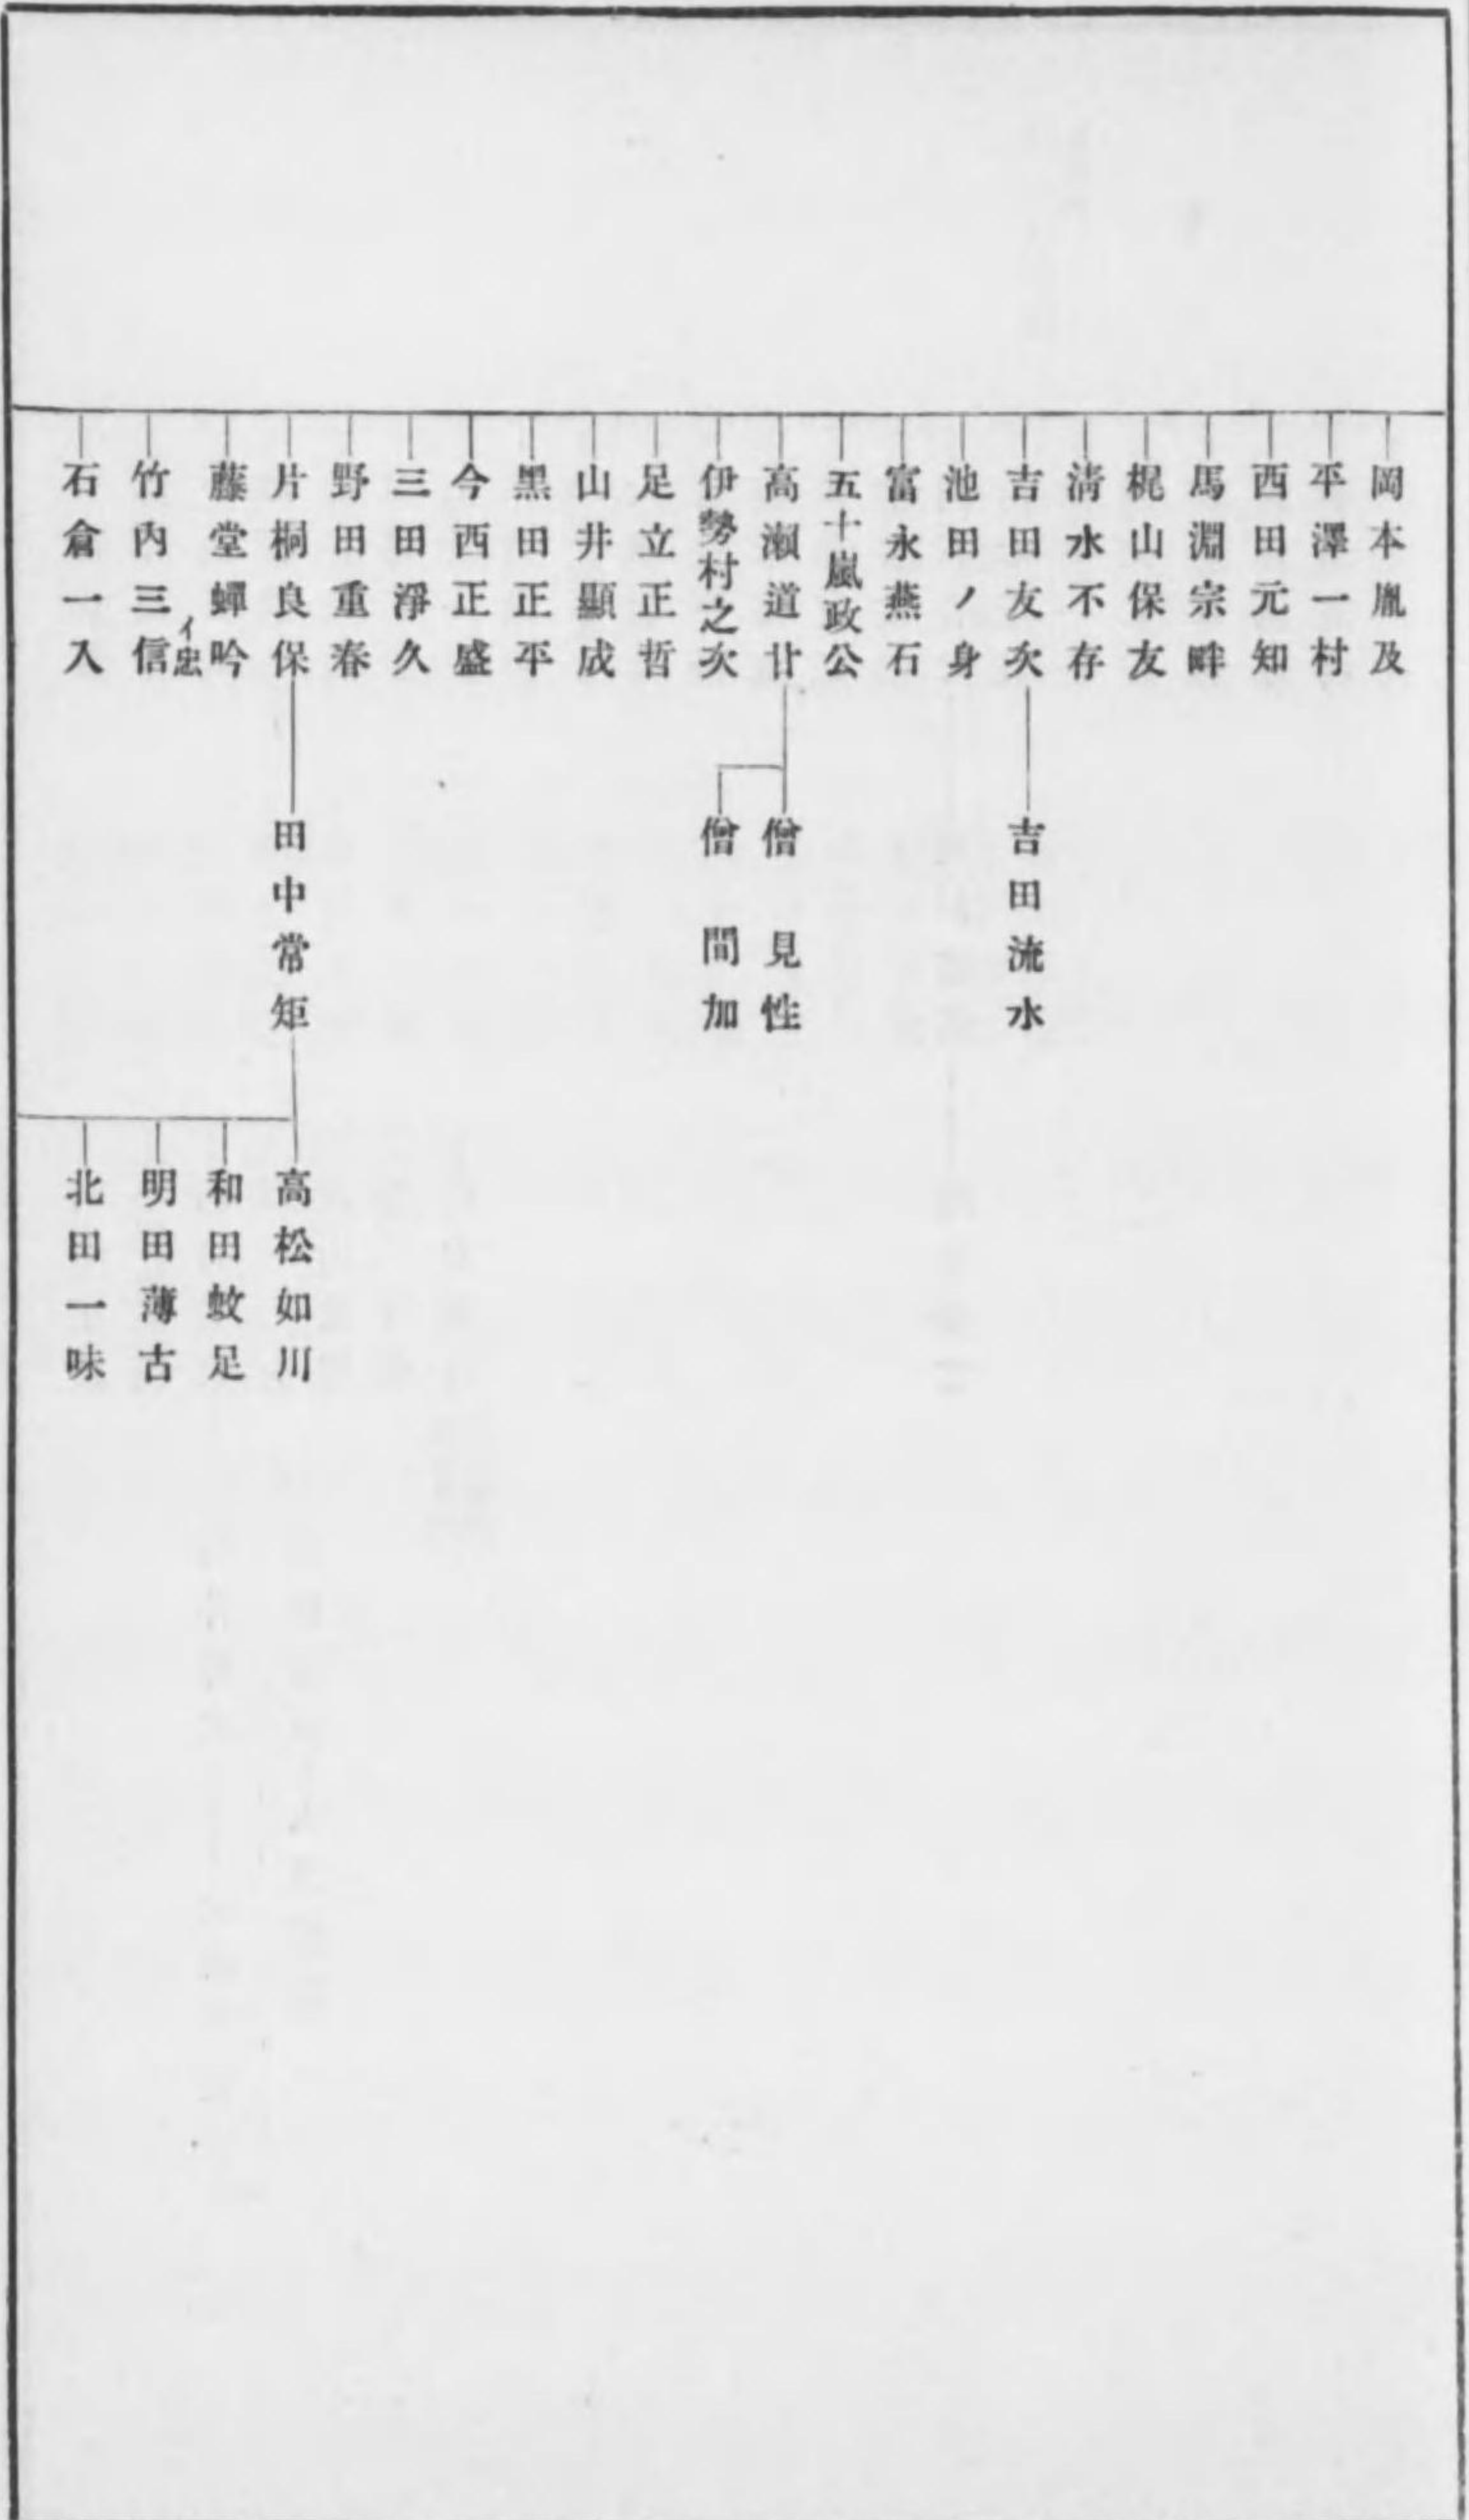 岡本胤及
平澤一村
西田元知
馬淵宗畔
梶山保友
淸水不存
吉田友次
吉田流水
池田ノ身
富永燕石
五十嵐政公
高瀨道甘
僧見性
僧間加
伊勢村之次
足立正哲
山井顯成
黑田正平
今西正盛
三田淨久
野田重春
片桐良保
田中常矩
高松如川
和田蚊足
明田薄古
北田一味
藤堂蟬吟
竹內三信
イ忠
石倉一入